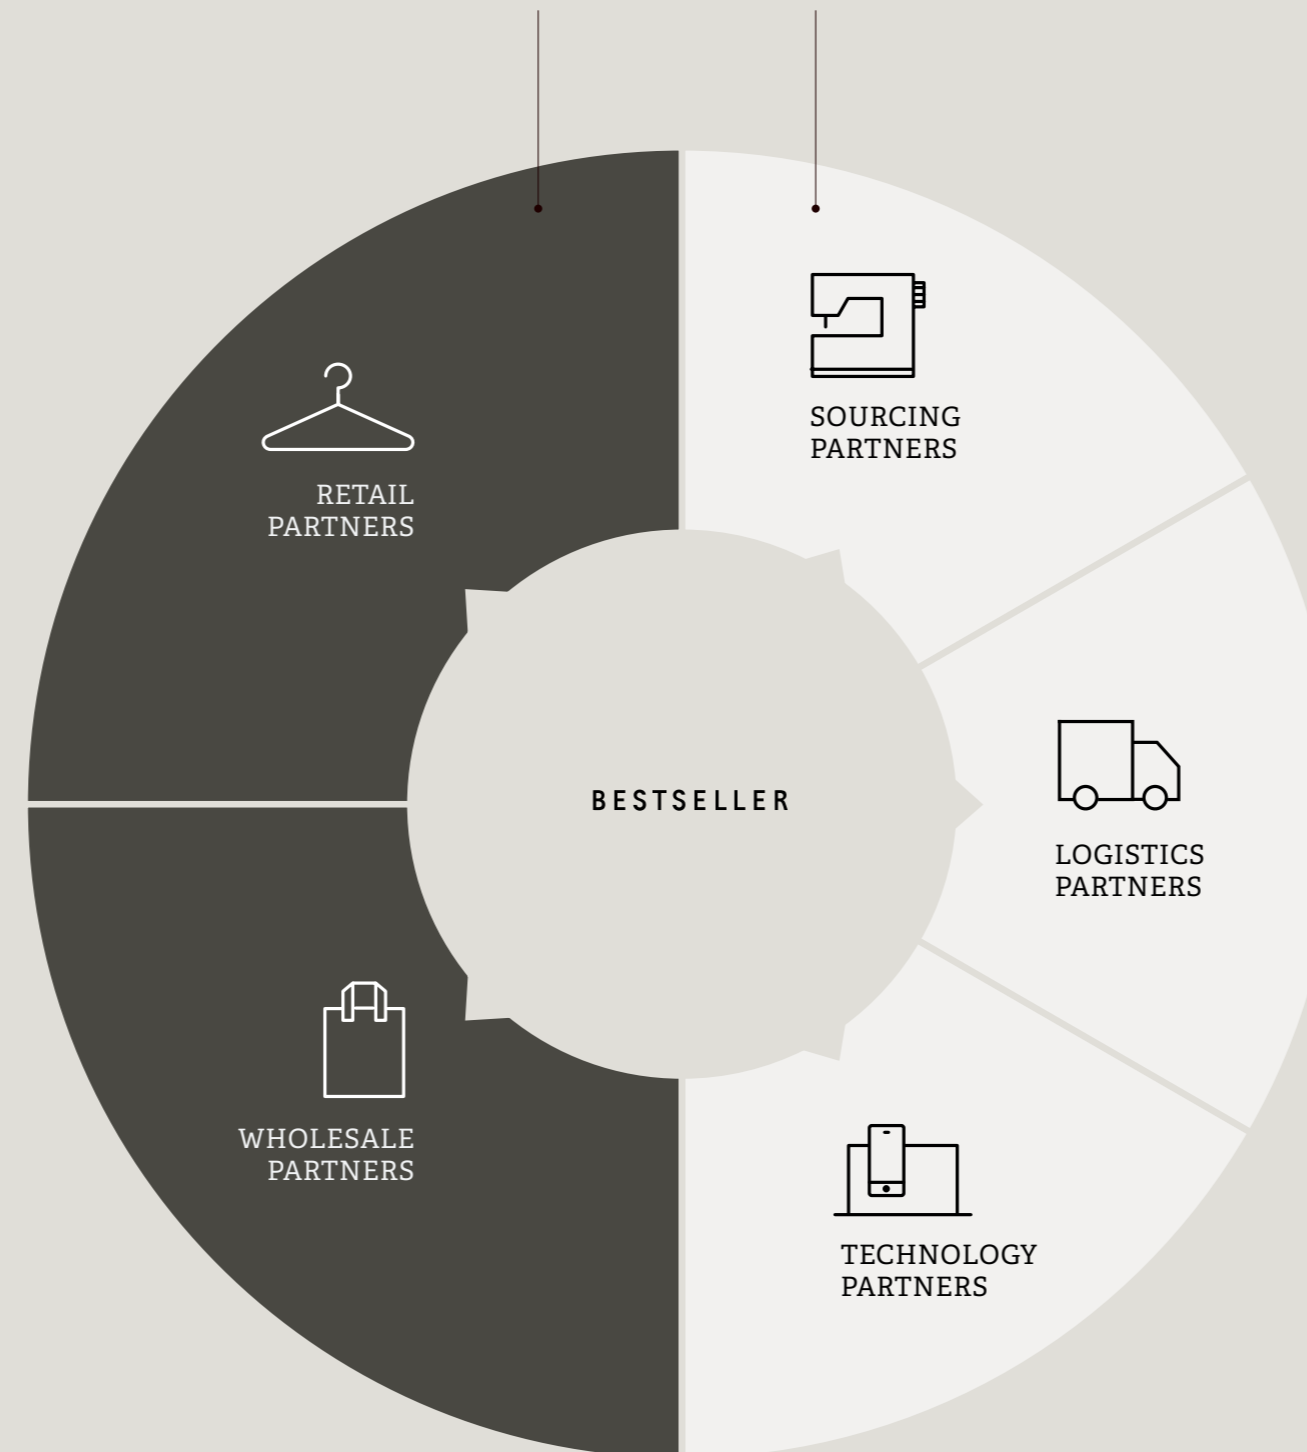 SOURCING
PARTNERS
RETAIL
PARTNERS
BESTSELLER
LOGISTICS
PARTNERS
WHOLESALE
PARTNERS
TECHNOLOGY
PARTNERS